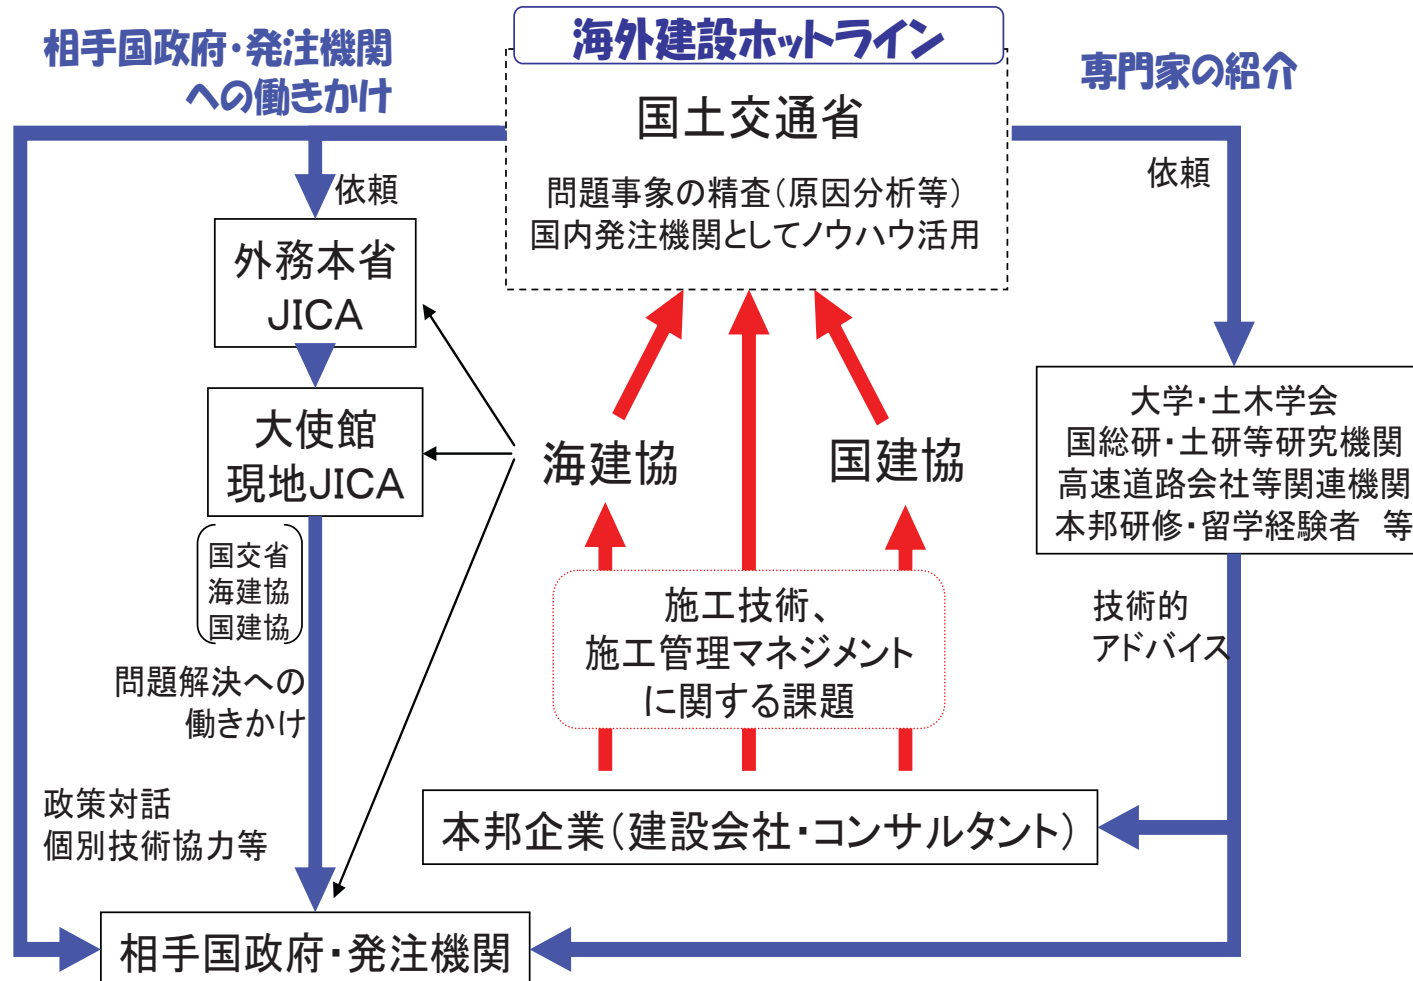 海外建設ホットライン
相手国政府・発注機関
への働きかけ
専門家の紹介
国土交通省
問題事象の精査（原因分析等）
国内発注機関としてノウハウ活用
依頼
依頼
外務本省
JICA
大使館
現地JICA
国交省
海建協
国建協
問題解決への
働きかけ
政策対話
個別技術協力等
海建協
国建協
施工技術、
施工管理マネジメント
に関する課題
大学・土木学会
国総研・土研等研究機関
高速道路会社等関連機関
本邦研修・留学経験者　等
技術的
アドバイス
本邦企業（建設会社・コンサルタント）
相手国政府・発注機関